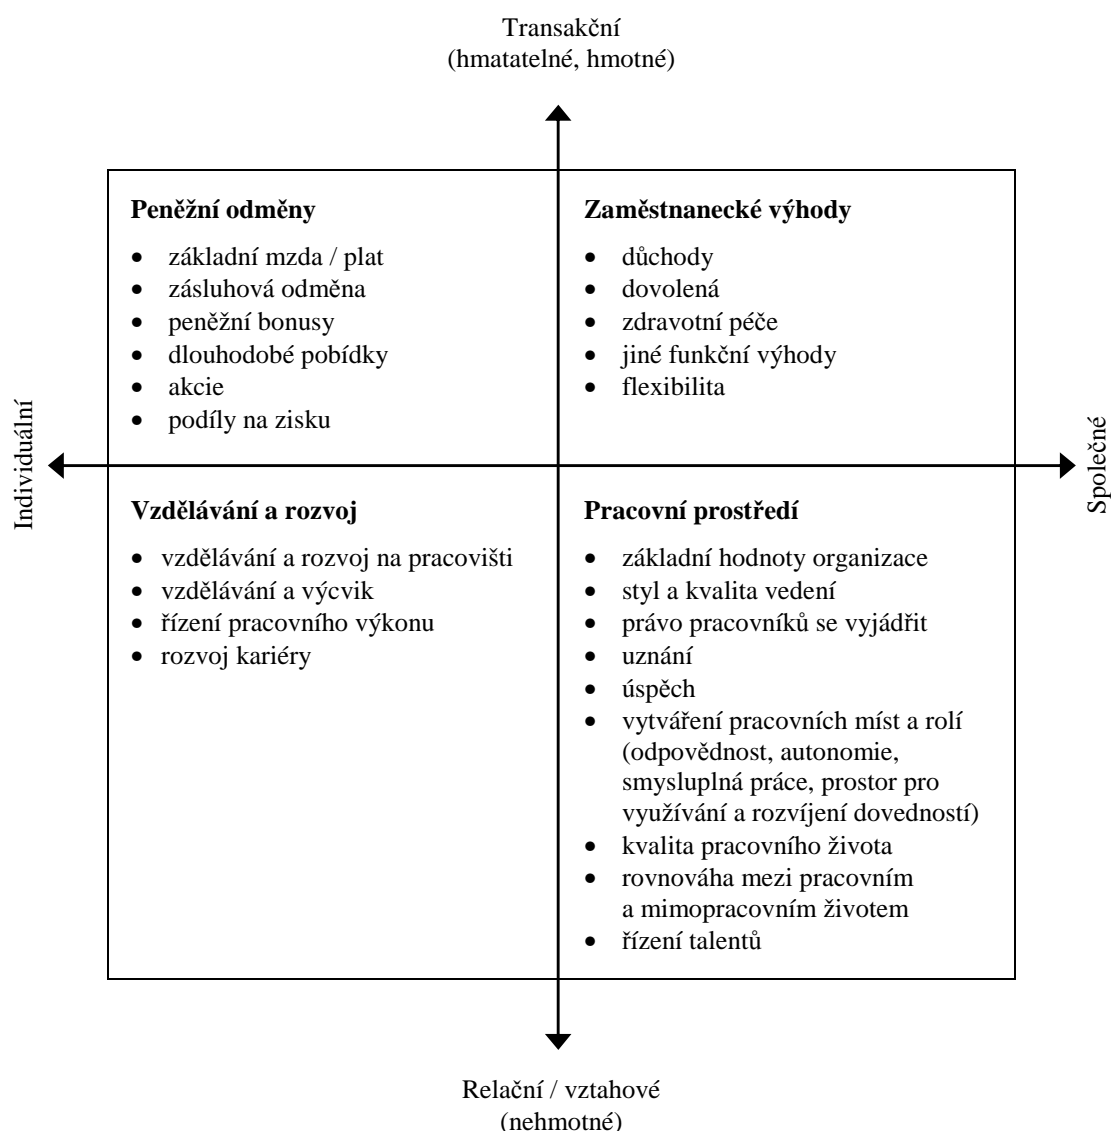 Transakční
(hmatatelné, hmotné)
Peněžní odměny
• základní mzda / plat
• zásluhová odměna
• peněžní bonusy
• dlouhodobé pobídky
• akcie
• podíly na zisku
Zaměstnanecké výhody
• důchody
• dovolená
• zdravotní péče
• jiné funkční výhody
• flexibilita
Individuální
Společné
Vzdělávání a rozvoj
• vzdělávání a rozvoj na pracovišti
• vzdělávání a výcvik
• řízení pracovního výkonu
• rozvoj kariéry
Pracovní prostředí
• základní hodnoty organizace
• styl a kvalita vedení
• právo pracovníků se vyjádřit
• uznání
• úspěch
• vytváření pracovních míst a rolí
(odpovědnost, autonomie,
smysluplná práce, prostor pro
využívání a rozvíjení dovedností)
• kvalita pracovního života
• rovnováha mezi pracovním
a mimopracovním životem
• řízení talentů
Relační / vztahové
(nehmotné)